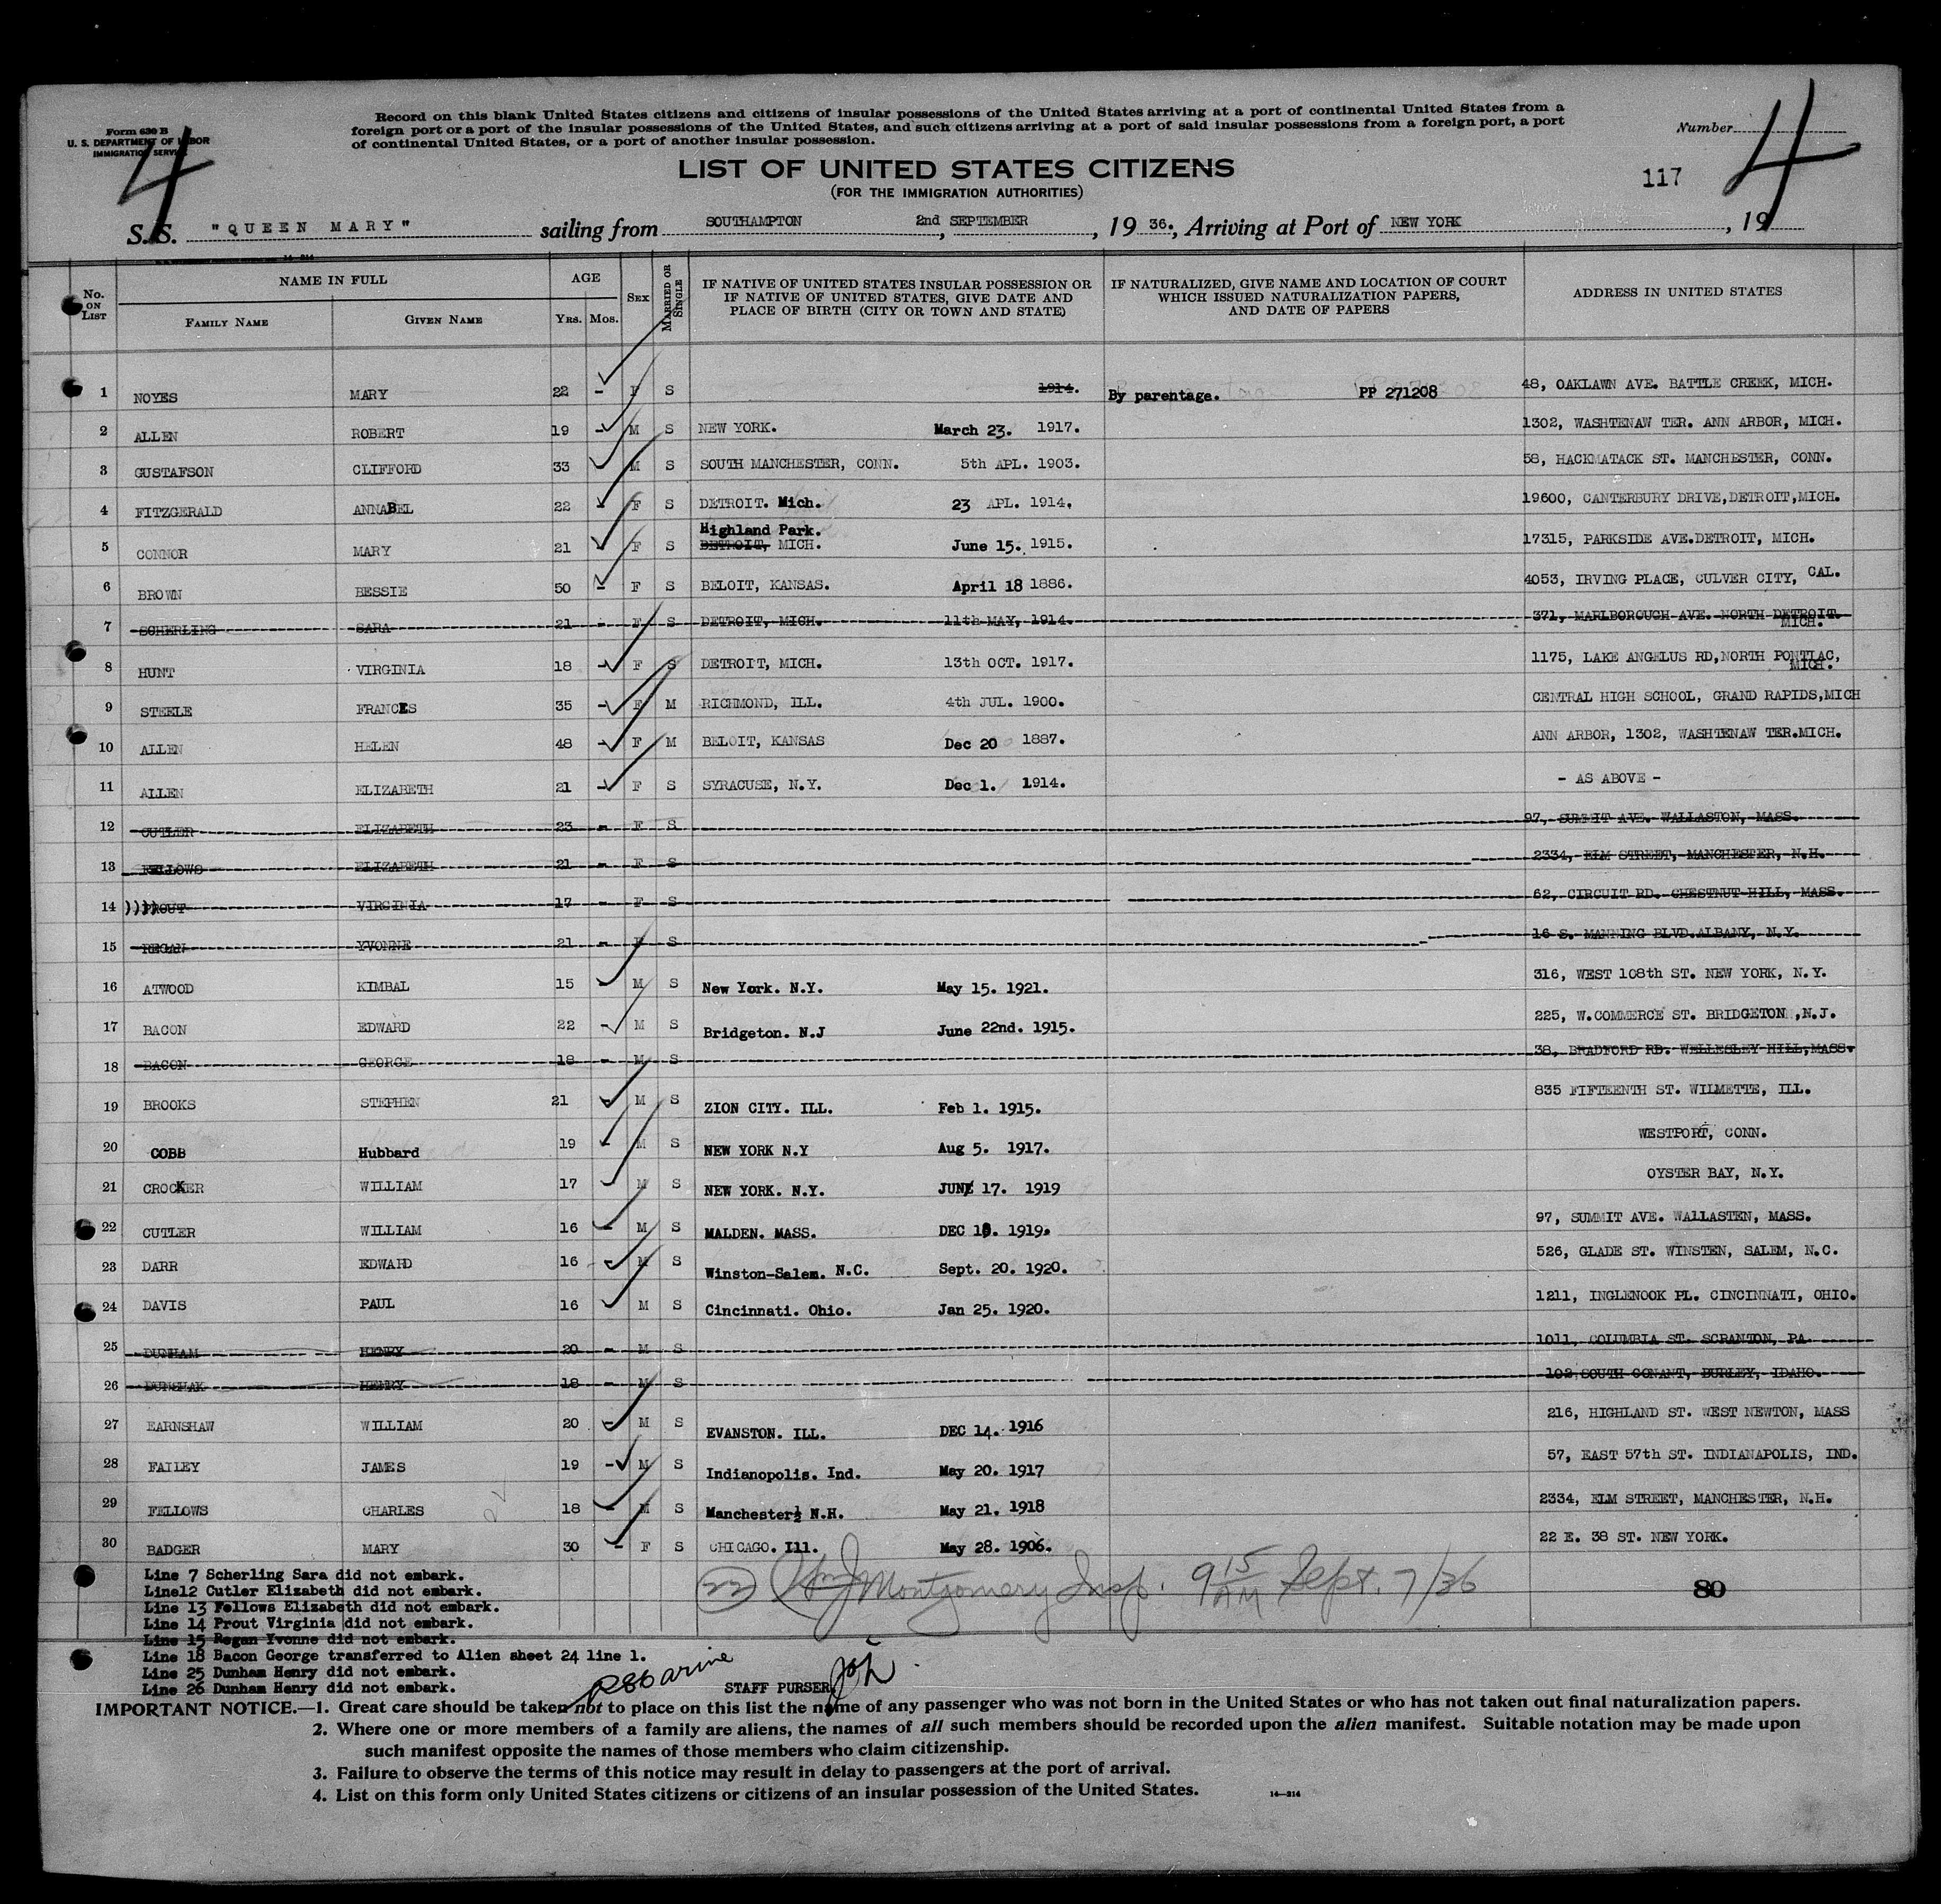 Form 630 B
U. S. DEPARTMENT OF LABOR
IMMIGRATION SERVICE
4
Record on this blank United States citizens and citizens of insular possessions of the United States arriving at a port of continental United States from a
foreign port or a port of the insular possessions of the United States, and such citizens arriving at a port of said insular possessions from a foreign port, a port
of continental United States, or a port of another insular possession.
Number
4
LIST OF UNITED STATES CITIZENS
(FOR THE IMMIGRATION AUTHORITIES)
117
S. S. "QUEEN MARY" sailing from SOUTHAMPTON 2nd SEPTEMBER, 19 36., Arriving at Port of NEW YORK, 19
14-214
No. ON LIST NAME IN FULL FAMILY NAME GIVEN NAME AGE YRS. MOS. SEX MARRIED OR SINGLE IF NATIVE OF UNITED STATES INSULAR POSSESSION OR IF NATIVE OF UNITED STATES, GIVE DATE AND PLACE OF BIRTH (CITY OR TOWN AND STATE) IF NATURALIZED, GIVE NAME AND LOCATION OF COURT WHICH ISSUED NATURALIZATION PAPERS, AND DATE OF PAPERS ADDRESS IN UNITED STATES
1 NOYES MARY 22 - F S 1914. By parentage. PP 271208 48, OAKLAWN AVE. BATTLE CREEK, MICH.
2 ALLEN ROBERT 19 - M S NEW YORK. March 23. 1917. 1302, WASHTENAW TER. ANN ARBOR, MICH.
3 GUSTAFSON CLIFFORD 33 - M S SOUTH MANCHESTER, CONN. 5th APL. 1903. 58, HACKMATACK ST. MANCHESTER, CONN.
4 FITZGERALD ANNABEL 22 - F S DETROIT. Mich. 23 APL. 1914. 19600, CANTERBURY DRIVE, DETROIT, MICH.
Highland Park.
5 CONNOR MARY 21 - F S DETROIT, MICH. June 15. 1915. 17315, PARKSIDE AVE. DETROIT, MICH.
6 BROWN BESSIE 50 - F S BELOIT, KANSAS. April 18 1886. 4053, IRVING PLACE, CULVER CITY, CAL.
7 SCHERLING SARA 21 - F S DETROIT, MICH. 11th MAY, 1914. 371, MARLBOROUGH AVE. NORTH DETROIT. MICH.
8 HUNT VIRGINIA 18 - F S DETROIT, MICH. 13th OCT. 1917. 1175, LAKE ANGELUS RD, NORTH PONTIAC, MICH.
9 STEELE FRANCES 35 - F M RICHMOND, ILL. 4th JUL. 1900. CENTRAL HIGH SCHOOL, GRAND RAPIDS, MICH
10 ALLEN HELEN 48 - F M BELOIT, KANSAS Dec 20 1887. ANN ARBOR, 1302, WASHTENAW TER. MICH.
11 ALLEN ELIZABETH 21 - F S SYRACUSE, N.Y. Dec 1. 1914. - AS ABOVE -
12 CUTLER ELIZABETH 23 - F S 97, SUMMIT AVE. WALLASTON, MASS.
13 FELLOWS ELIZABETH 21 - F S 2334, ELM STREET, MANCHESTER, N.H.
14 )))) PROUT VIRGINIA 17 - F S 62, CIRCUIT RD. CHESTNUT HILL, MASS.
15 REGAN YVONNE 21 - F S 16 S. MANNING BLVD. ALBANY, N.Y.
16 ATWOOD KIMBAL 15 - M S New York. N.Y. May 15. 1921. 316, WEST 108th ST. NEW YORK, N.Y.
17 BACON EDWARD 22 - M S Bridgeton. N.J June 22nd. 1915. 225, W. COMMERCE ST. BRIDGETON, N.J.
18 BACON GEORGE 18 - M S 38, BRADFORD RD. WELLESLEY HILL, MASS.
19 BROOKS STEPHEN 21 - M S ZION CITY. ILL. Feb 1. 1915. 835 FIFTEENTH ST. WILMETTE, ILL.
20 COBB Hubbard 19 - M S NEW YORK N.Y Aug 5. 1917. WESTPORT, CONN.
21 CROCKER WILLIAM 17 - M S NEW YORK. N.Y. JUNE 17. 1919 OYSTER BAY, N.Y.
22 CUTLER WILLIAM 16 - M S MALDEN. MASS. DEC 1919. 97, SUMMIT AVE. WALLASTEN, MASS.
23 DARR EDWARD 16 - M S Winston-Salem. N.C. Sept. 20. 1920. 526, GLADE ST. WINSTEN, SALEM, N.C.
24 DAVIS PAUL 16 - M S Cincinnati. Ohio. Jan 25. 1920. 1211, INGLENOOK PL. CINCINNATI, OHIO.
25 DUNHAM HENRY 20 - M S 1011, COLUMBIA ST. SCRANTON, PA
26 DUNSHAK HENRY 18 - M S 102 SOUTH CONANT, BURLEY, IDAHO.
27 EARNSHAW WILLIAM 20 - M S EVANSTON. ILL. DEC 14. 1916 216, HIGHLAND ST. WEST NEWTON, MASS
28 FAILEY JAMES 19 - M S Indianopolis. Ind. May 20. 1917 57, EAST 57th ST. INDIANAPOLIS, IND.
29 FELLOWS CHARLES 18 - M S Manchester½ N.H. May 21. 1918 2334, ELM STREET, MANCHESTER, N.H.
30 BADGER MARY 30 - F S CHICAGO. Ill. May 28. 1906. 22 E. 38 ST. NEW YORK.
Line 7 Scherling Sara did not embark.
Line12 Cutler Elizabeth did not embark.
Line 13 Fellows Elizabeth did not embark.
Line 14 Prout Virginia did not embark.
Line 15 Regan Yvonne did not embark.
Line 18 Bacon George transferred to Alien sheet 24 line 1.
Line 25 Dunham Henry did not embark.
Line 26 Dunham Henry did not embark.
22 Wm J Montgomery Insp. 9 15 AM Sept. 7/36
80
STAFF PURSER
IMPORTANT NOTICE.—1. Great care should be taken not to place on this list the name of any passenger who was not born in the United States or who has not taken out final naturalization papers.
2. Where one or more members of a family are aliens, the names of all such members should be recorded upon the alien manifest. Suitable notation may be made upon
such manifest opposite the names of those members who claim citizenship.
3. Failure to observe the terms of this notice may result in delay to passengers at the port of arrival.
4. List on this form only United States citizens or citizens of an insular possession of the United States.
14-214